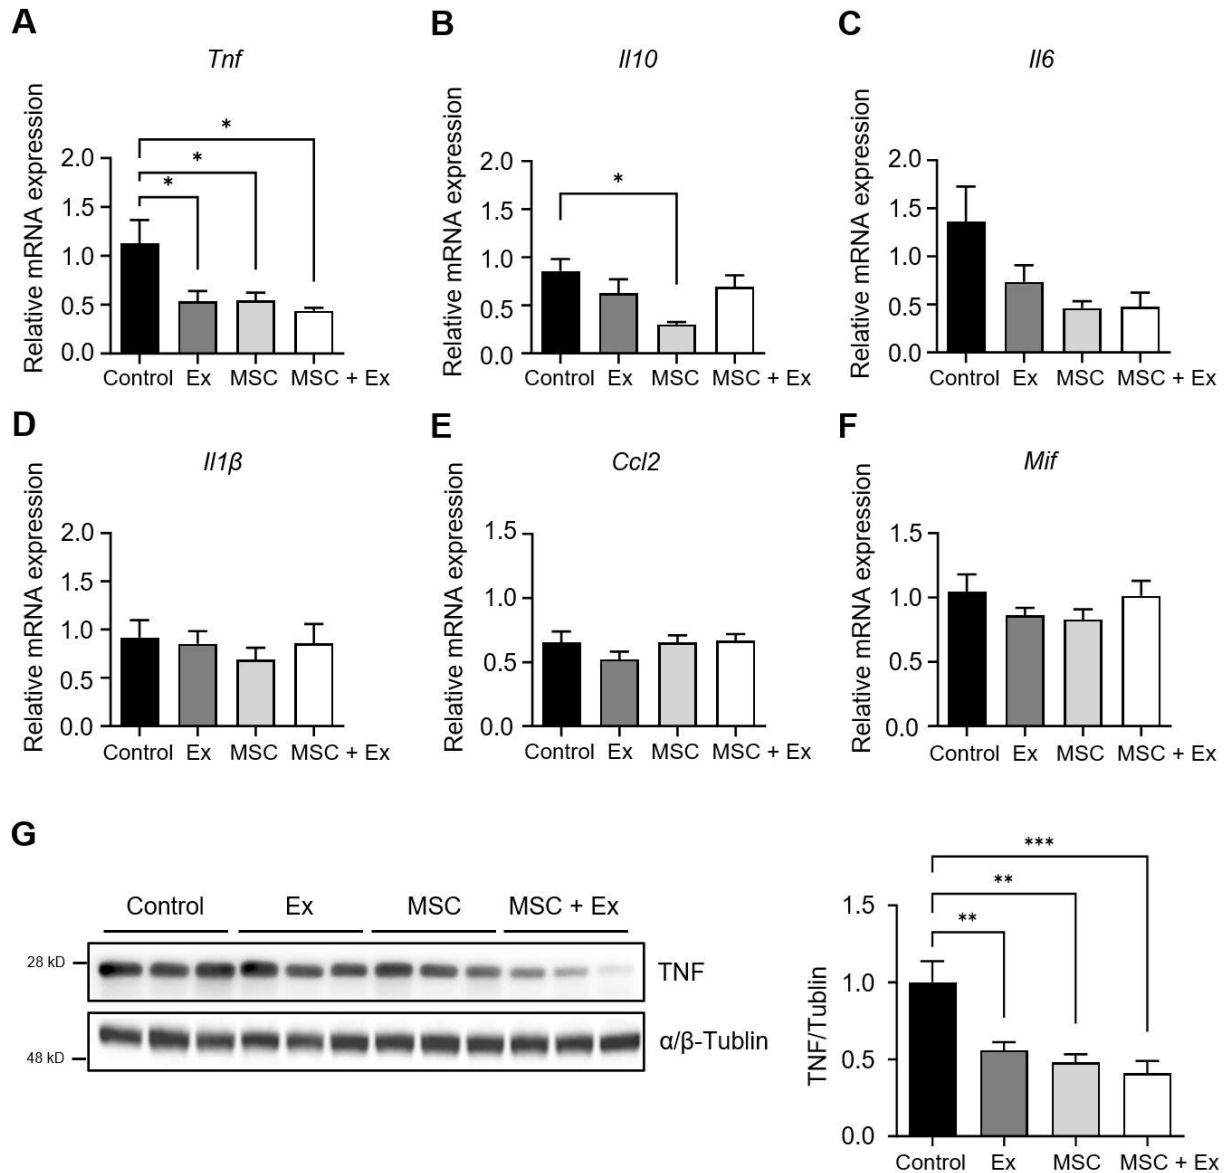 A
B
C
Tnf
Il10
Il6
Relative mRNA expression
2.0
1.5
1.0
0.5
0.0
*
*
*
Control Ex MSC MSC + Ex
Relative mRNA expression
2.0
1.5
1.0
0.5
0.0
*
Control Ex MSC MSC + Ex
Relative mRNA expression
2.0
1.5
1.0
0.5
0.0
Control Ex MSC MSC + Ex
D
E
F
Il1β
Ccl2
Mif
Relative mRNA expression
2.0
1.5
1.0
0.5
0.0
Control Ex MSC MSC + Ex
Relative mRNA expression
1.5
1.0
0.5
0.0
Control Ex MSC MSC + Ex
Relative mRNA expression
1.5
1.0
0.5
0.0
Control Ex MSC MSC + Ex
G
Control Ex MSC MSC + Ex
28 kD
TNF
α/β-Tublin
48 kD
***
**
**
TNF/Tublin
1.5
1.0
0.5
0.0
Control Ex MSC MSC + Ex